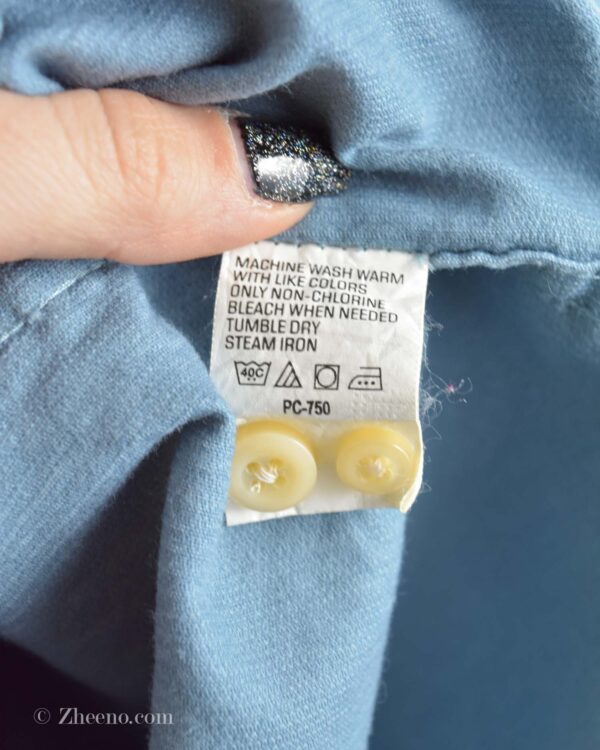 MACHINE WASH WARM
WITH LIKE COLORS
ONLY NON-CHLORINE
BLEACH WHEN NEEDED
TUMBLE DRY
STEAM IRON
40C
PC-750
© Zheeno.com